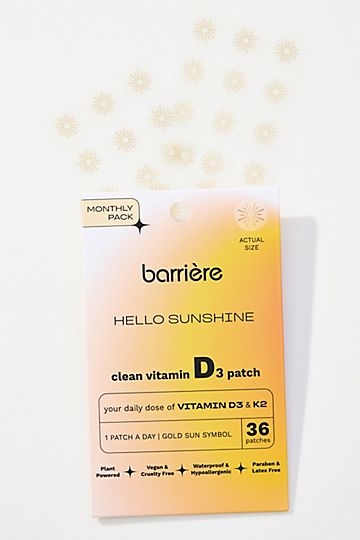 MONTHLY
PACK
ACTUAL
SIZE
barrière
HELLO SUNSHINE
clean vitamin D3 patch
your daily dose of VITAMIN D3 & K2
1 PATCH A DAY | GOLD SUN SYMBOL
36
patches
Plant
Powered
Vegan &
Cruelty Free
Waterproof &
Hypoallergenic
Paraben &
Latex Free